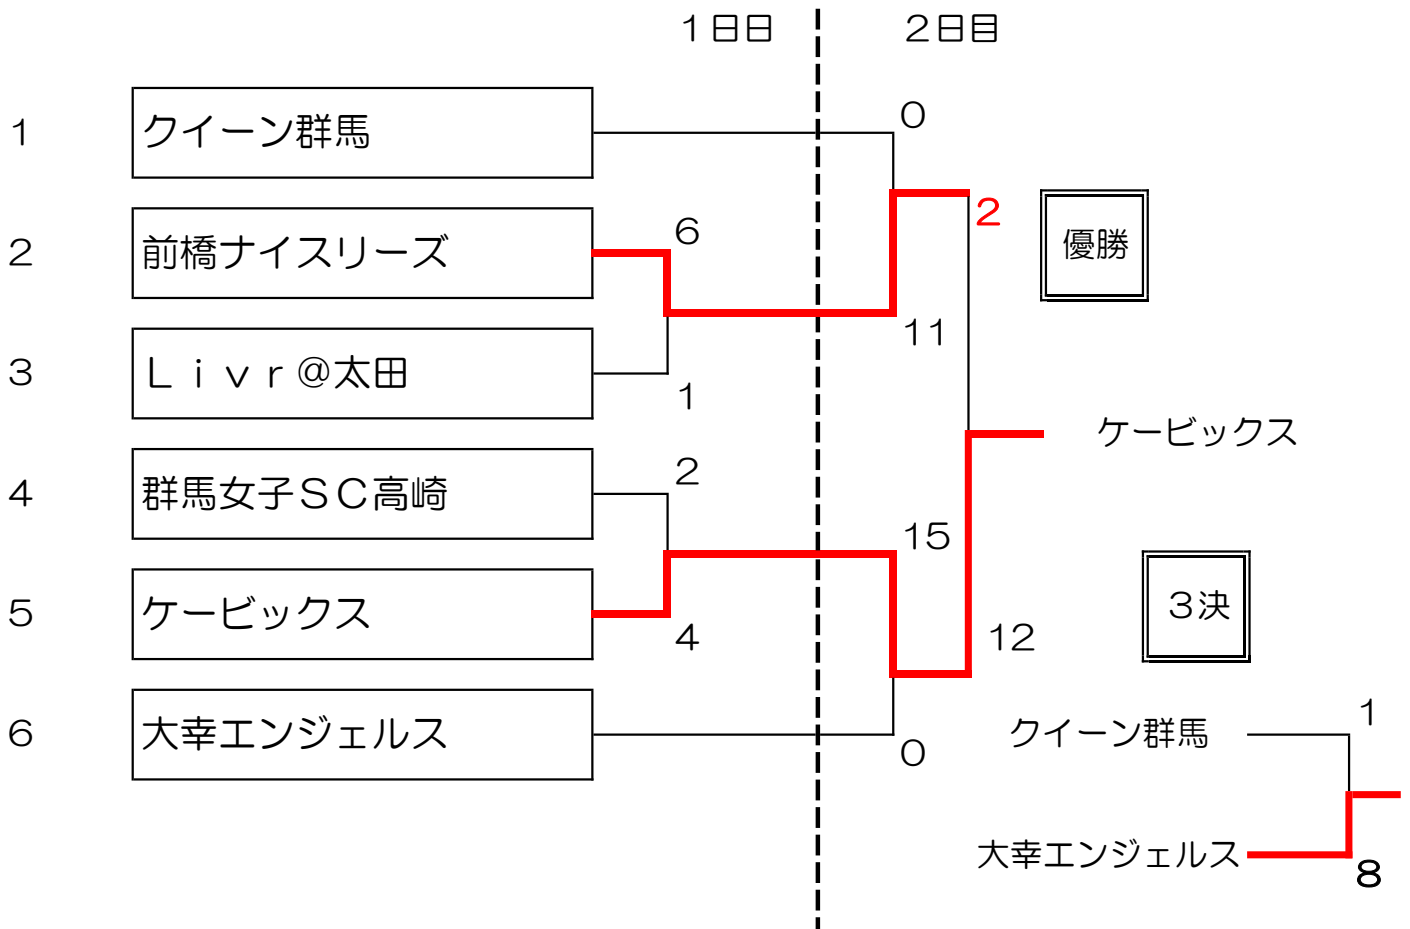 １日日
２日目
1
クイーン群馬
0
2
前橋ナイスリーズ
6
2
優勝
11
3
Ｌｉｖｒ＠太田
1
ケービックス
4
群馬女子ＳＣ高崎
2
15
5
ケービックス
4
12
３決
6
大幸エンジェルス
0
クイーン群馬
1
大幸エンジェルス
8